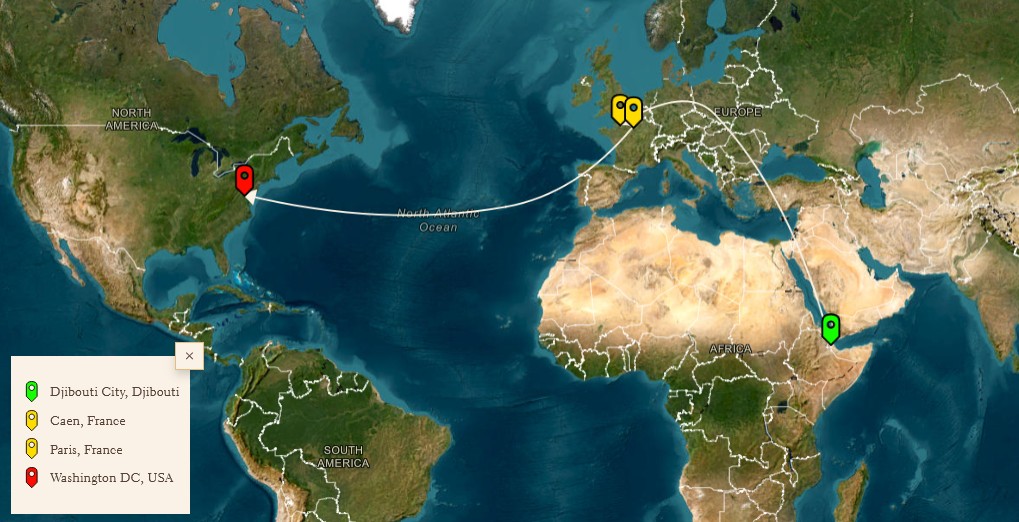 NORTH
AMERICA
EUROPE
North Atlantic
Ocean
AFRICA
SOUTH
AMERICA
×
Djibouti City, Djibouti
Caen, France
Paris, France
Washington DC, USA